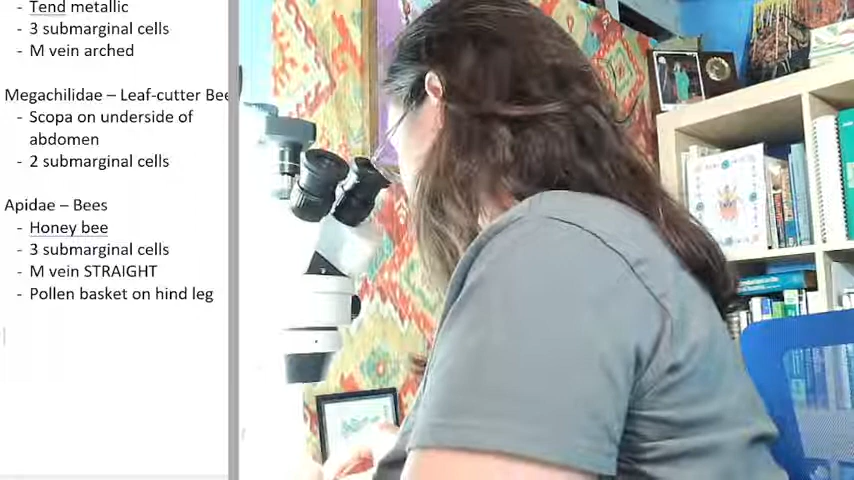 - Tend metallic
- 3 submarginal cells
- M vein arched
Megachilidae – Leaf-cutter Bee
- Scopa on underside of
abdomen
- 2 submarginal cells
Apidae – Bees
- Honey bee
- 3 submarginal cells
- M vein STRAIGHT
- Pollen basket on hind leg